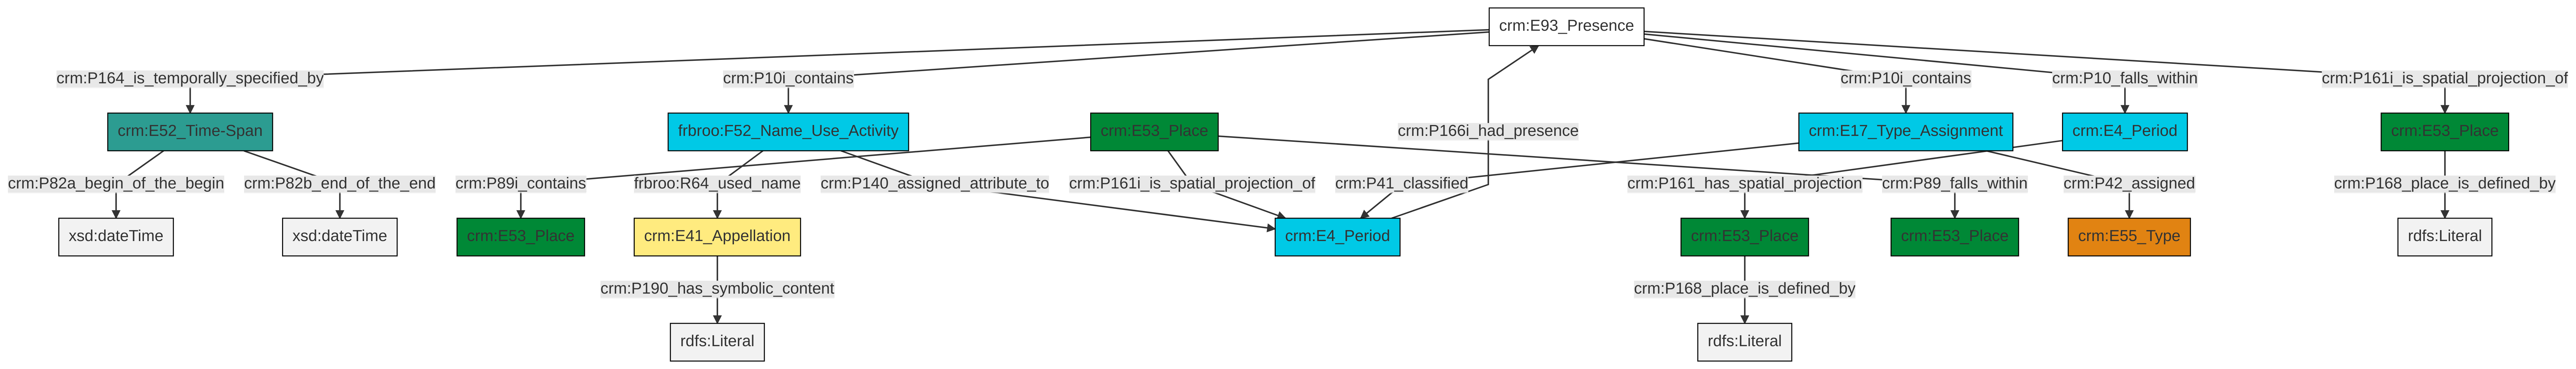 crm:E93_Presence
crm:P164_is_temporally_specified_by
crm:P10i_contains
crm:P10i_contains
crm:P10_falls_within
crm:P161i_is_spatial_projection_of
crm:E52_Time-Span
frbroo:F52_Name_Use_Activity
crm:E53_Place
crm:P166i_had_presence
crm:E17_Type_Assignment
crm:E4_Period
crm:E53_Place
crm:P82a_begin_of_the_begin
crm:P82b_end_of_the_end
crm:P89i_contains
frbroo:R64_used_name
crm:P140_assigned_attribute_to
crm:P161i_is_spatial_projection_of
crm:P41_classified
crm:P161_has_spatial_projection
crm:P89_falls_within
crm:P42_assigned
crm:P168_place_is_defined_by
xsd:dateTime
xsd:dateTime
crm:E53_Place
crm:E41_Appellation
crm:E4_Period
crm:E53_Place
crm:E53_Place
crm:E55_Type
rdfs:Literal
crm:P190_has_symbolic_content
crm:P168_place_is_defined_by
rdfs:Literal
rdfs:Literal